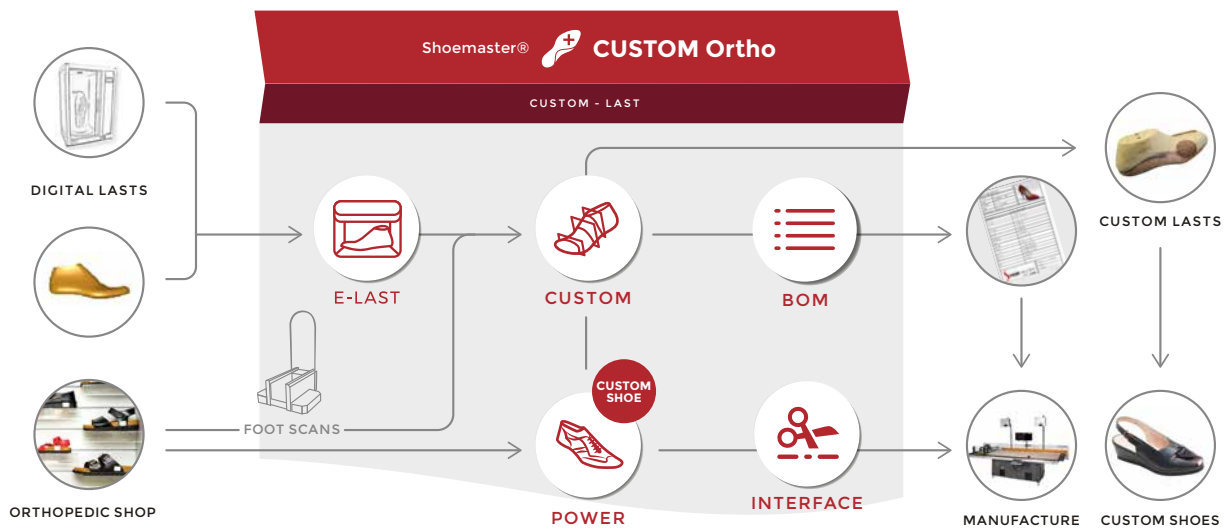 Shoemaster® CUSTOM Ortho
CUSTOM - LAST
DIGITAL LASTS
E-LAST
CUSTOM
BOM
CUSTOM LASTS
FOOT SCANS
CUSTOM
SHOE
ORTHOPEDIC SHOP
POWER
INTERFACE
MANUFACTURE
CUSTOM SHOES